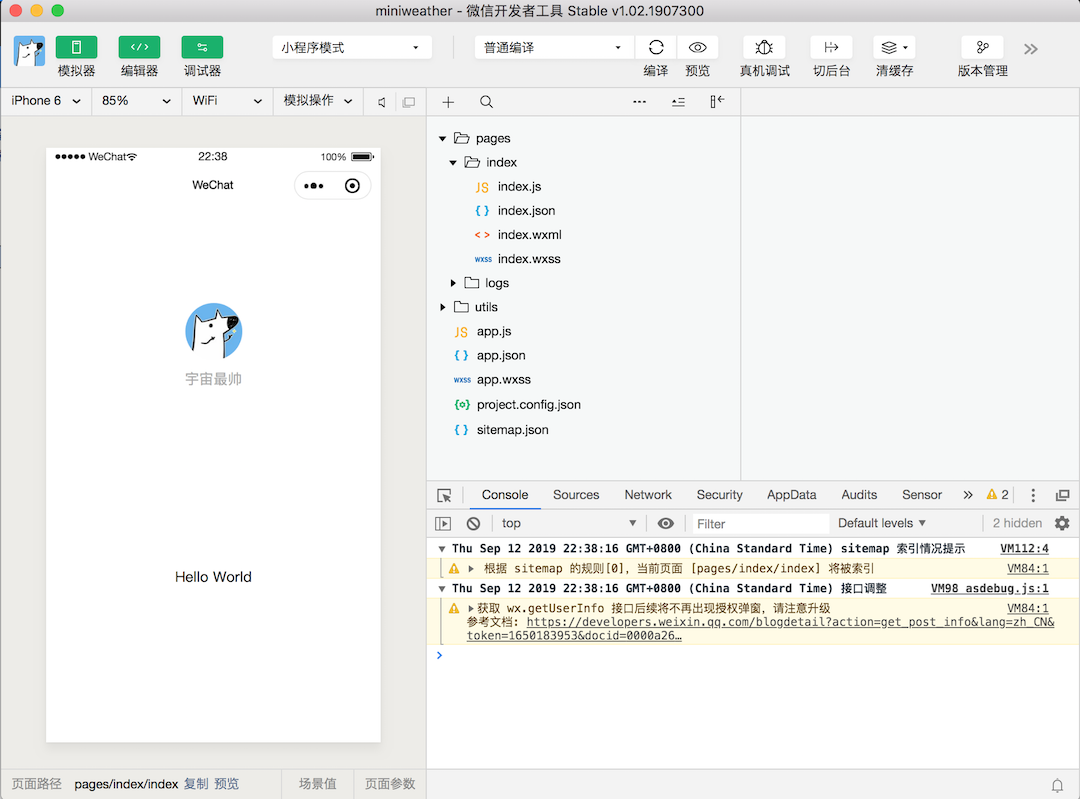 miniweather - 微信开发者工具 Stable v1.02.1907300
模拟器 编辑器 调试器 小程序模式 普通编译 编译 预览 真机调试 切后台 清缓存 版本管理
iPhone 6 85% WiFi 模拟操作
WeChat 22:38 100%
WeChat
宇宙最帅
Hello World
页面路径 pages/index/index 复制 预览 场景值 页面参数
pages
index
JS index.js
{ } index.json
< > index.wxml
wxss index.wxss
logs
utils
JS app.js
{ } app.json
wxss app.wxss
project.config.json
{ } sitemap.json
Console Sources Network Security AppData Audits Sensor 2
top Filter Default levels 2 hidden
Thu Sep 12 2019 22:38:16 GMT+0800 (China Standard Time) sitemap 索引情况提示 VM112:4
根据 sitemap 的规则[0], 当前页面 [pages/index/index] 将被索引 VM84:1
Thu Sep 12 2019 22:38:16 GMT+0800 (China Standard Time) 接口调整 VM98 asdebug.js:1
获取 wx.getUserInfo 接口后续将不再出现授权弹窗，请注意升级 VM84:1
参考文档: https://developers.weixin.qq.com/blogdetail?action=get_post_info&lang=zh_CN&
token=1650183953&docid=0000a26…